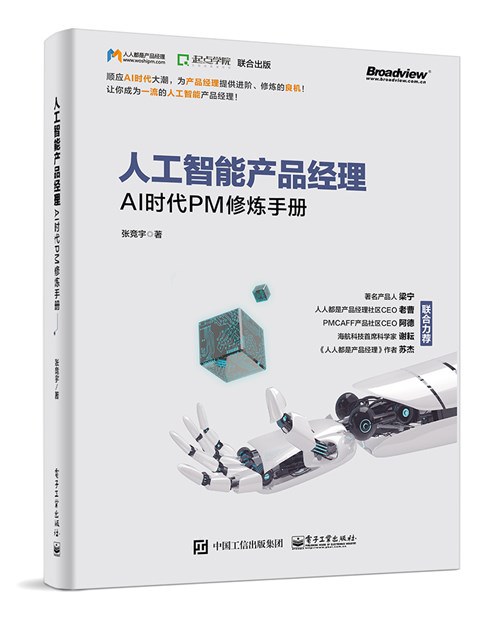 人人都是产品经理
www.woshipm.com
起点学院
联合出版
顺应AI时代大潮，为产品经理提供进阶、修炼的良机！
让你成为一流的人工智能产品经理！
Broadview®
www.broadview.com.cn
人工智能产品经理
AI时代PM修炼手册
张竞宇 著
著名产品人 梁宁
人人都是产品经理社区CEO 老曹
PMCAFF产品社区CEO 阿德
海航科技首席科学家 谢耘
《人人都是产品经理》作者 苏杰
联合力荐
中国工信出版集团
电子工业出版社
人工智能产品经理 AI时代PM修炼手册
张竞宇 著
电子工业出版社